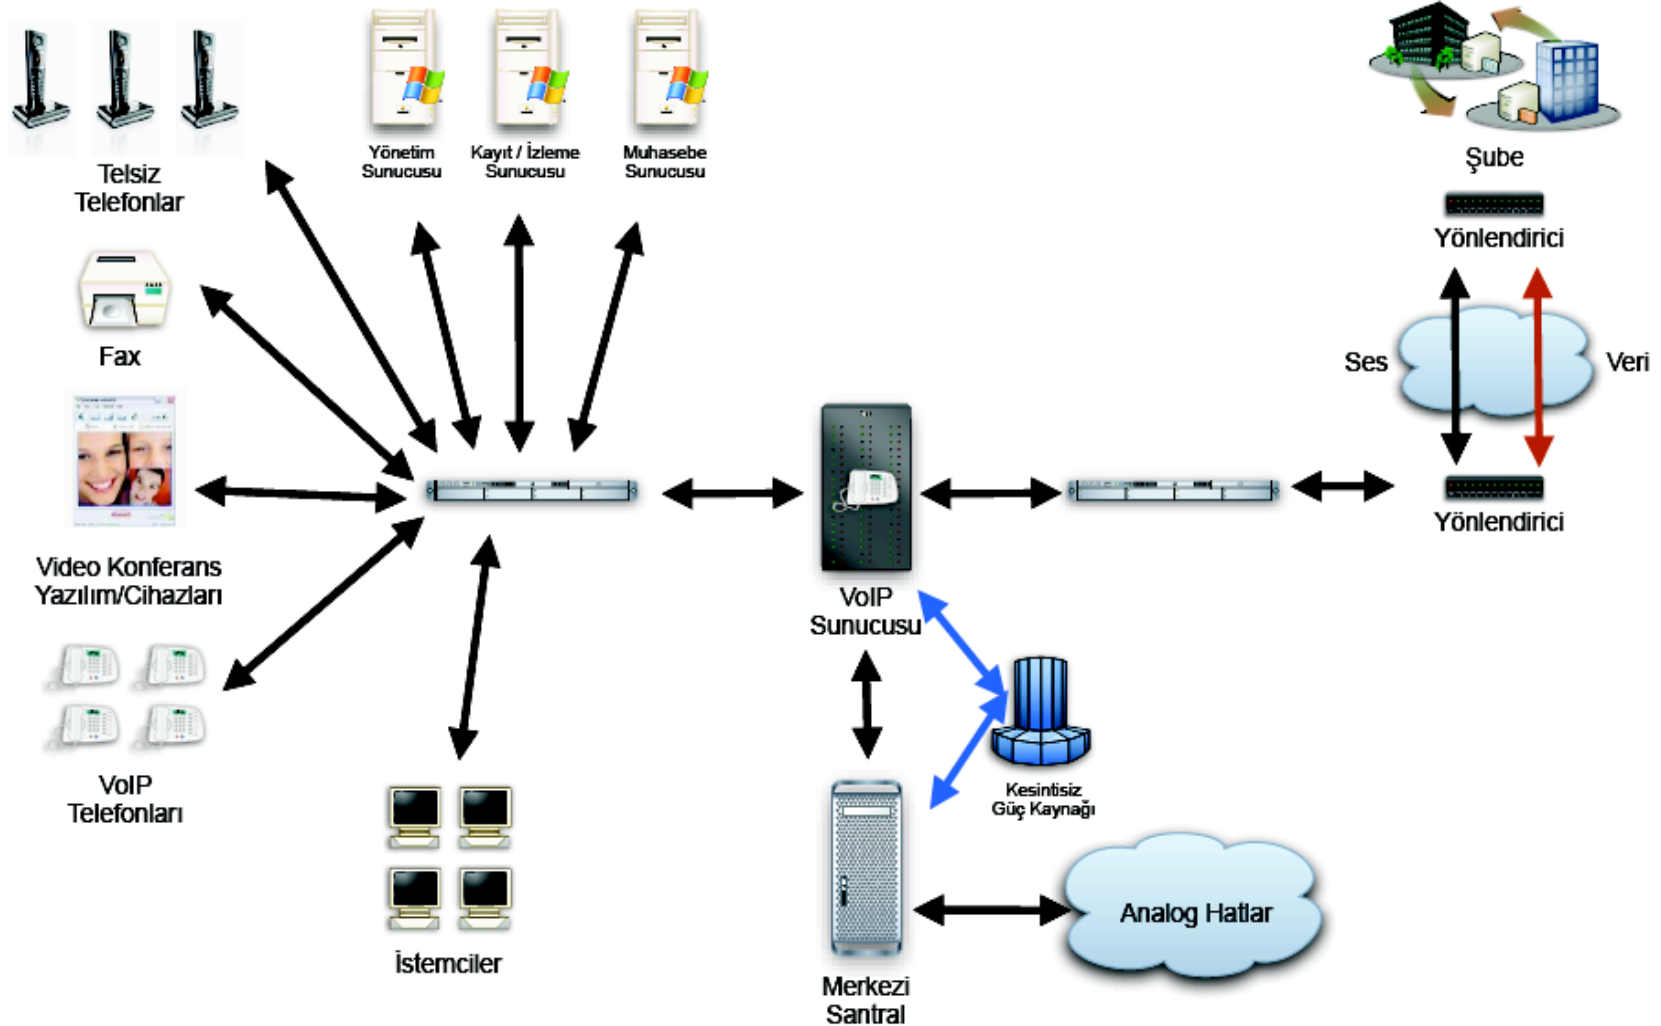 Telsiz
Telefonlar
Yönetim
Sunucusu
Kayıt / İzleme
Sunucusu
Muhasebe
Sunucusu
Şube
Yönlendirici
Fax
Ses
Veri
Video Konferans
Yazılım/Cihazları
Yönlendirici
VoIP
Sunucusu
VoIP
Telefonları
Kesintisiz
Güç Kaynağı
Analog Hatlar
İstemciler
Merkezi
Santral